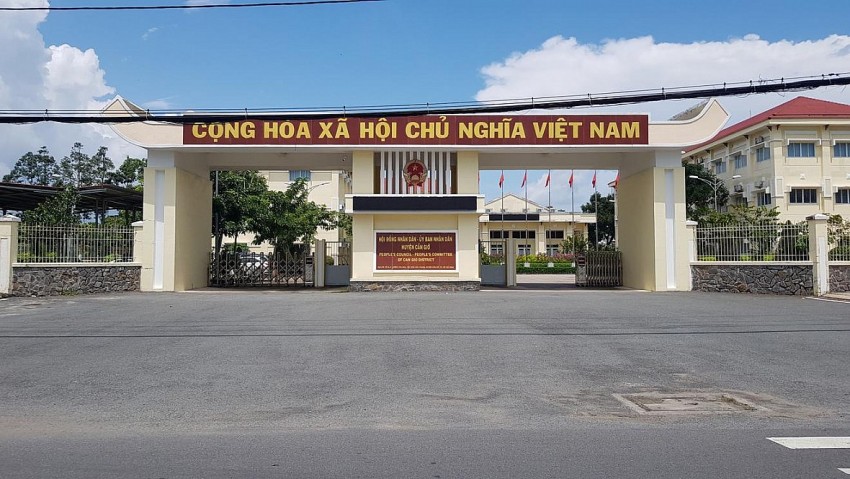 CỘNG HÒA XÃ HỘI CHỦ NGHĨA VIỆT NAM
HỘI ĐỒNG NHÂN DÂN - ỦY BAN NHÂN DÂN
HUYỆN CẦN GIỜ
PEOPLE'S COUNCIL - PEOPLE'S COMMITTEE
OF CAN GIO DISTRICT